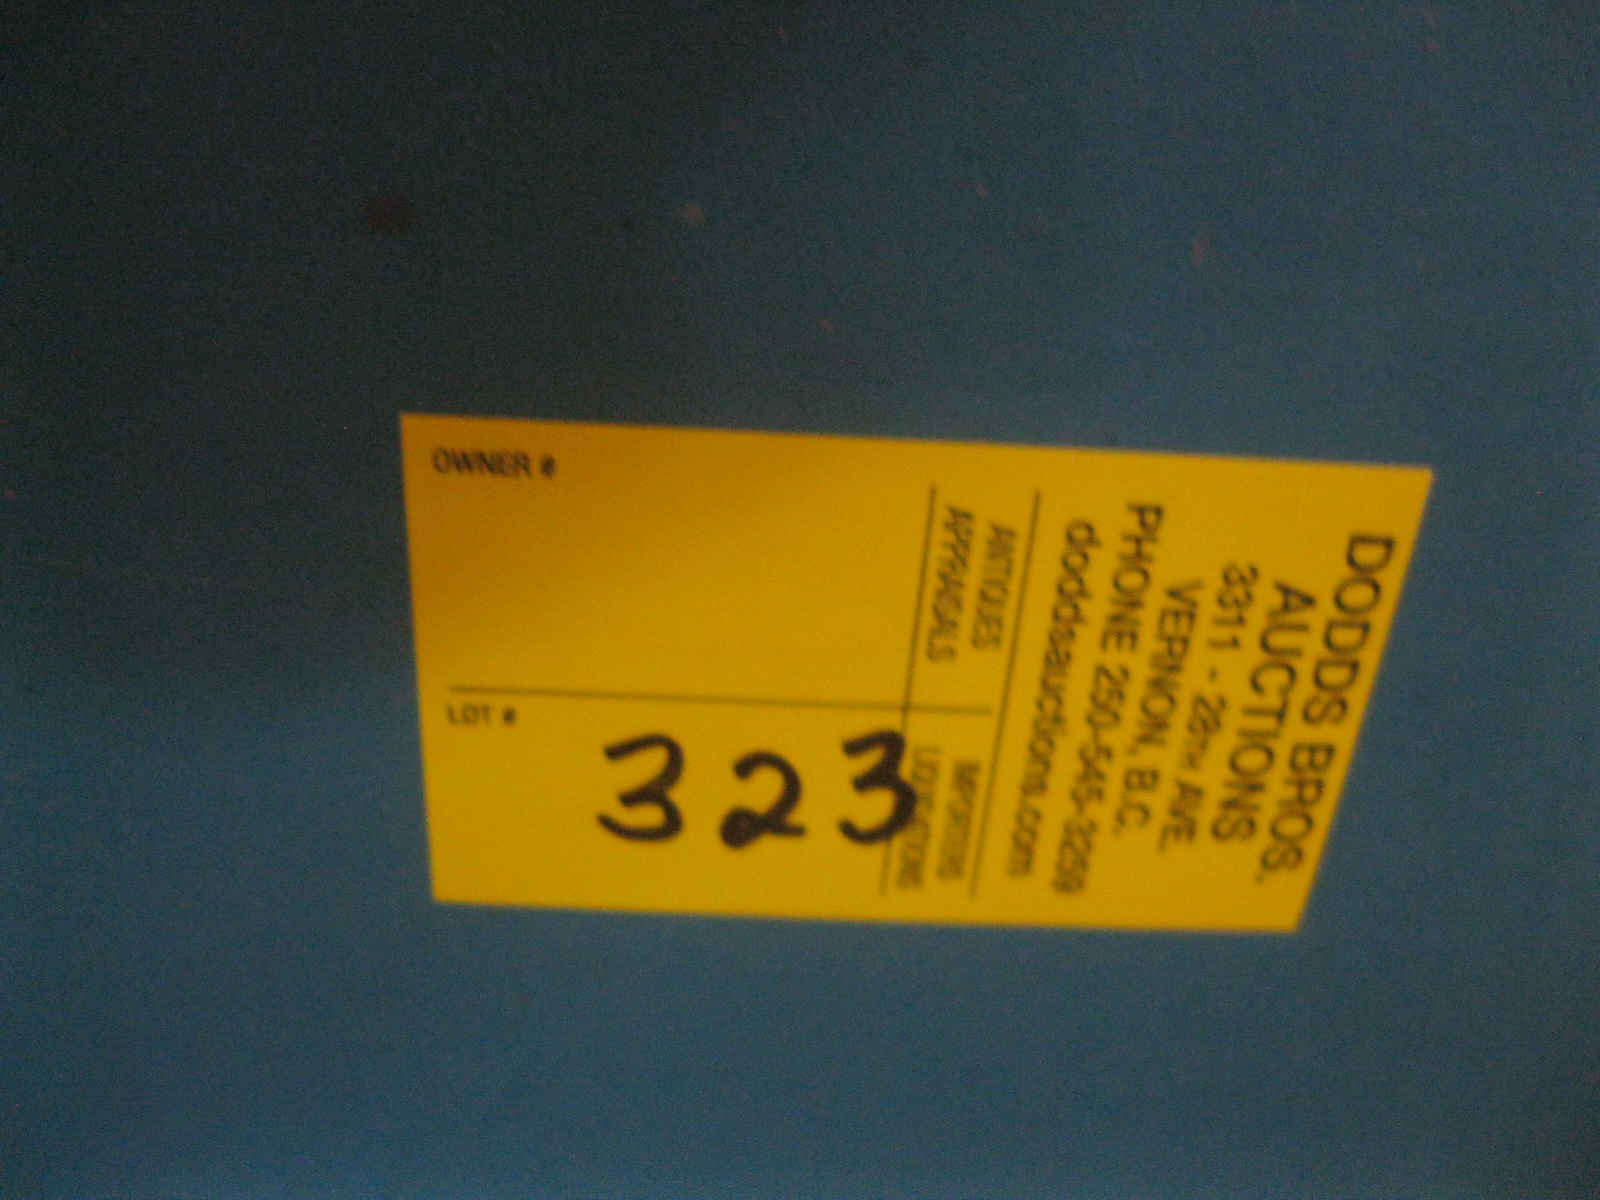 DODDS BROS.
AUCTIONS
3311 - 28TH AVE.
VERNON, B.C.
PHONE 250-545-3259
doddsauctions.com
ANTIQUES IMPORTERS
APPRAISALS LIQUIDATIONS
OWNER #
LOT #
323